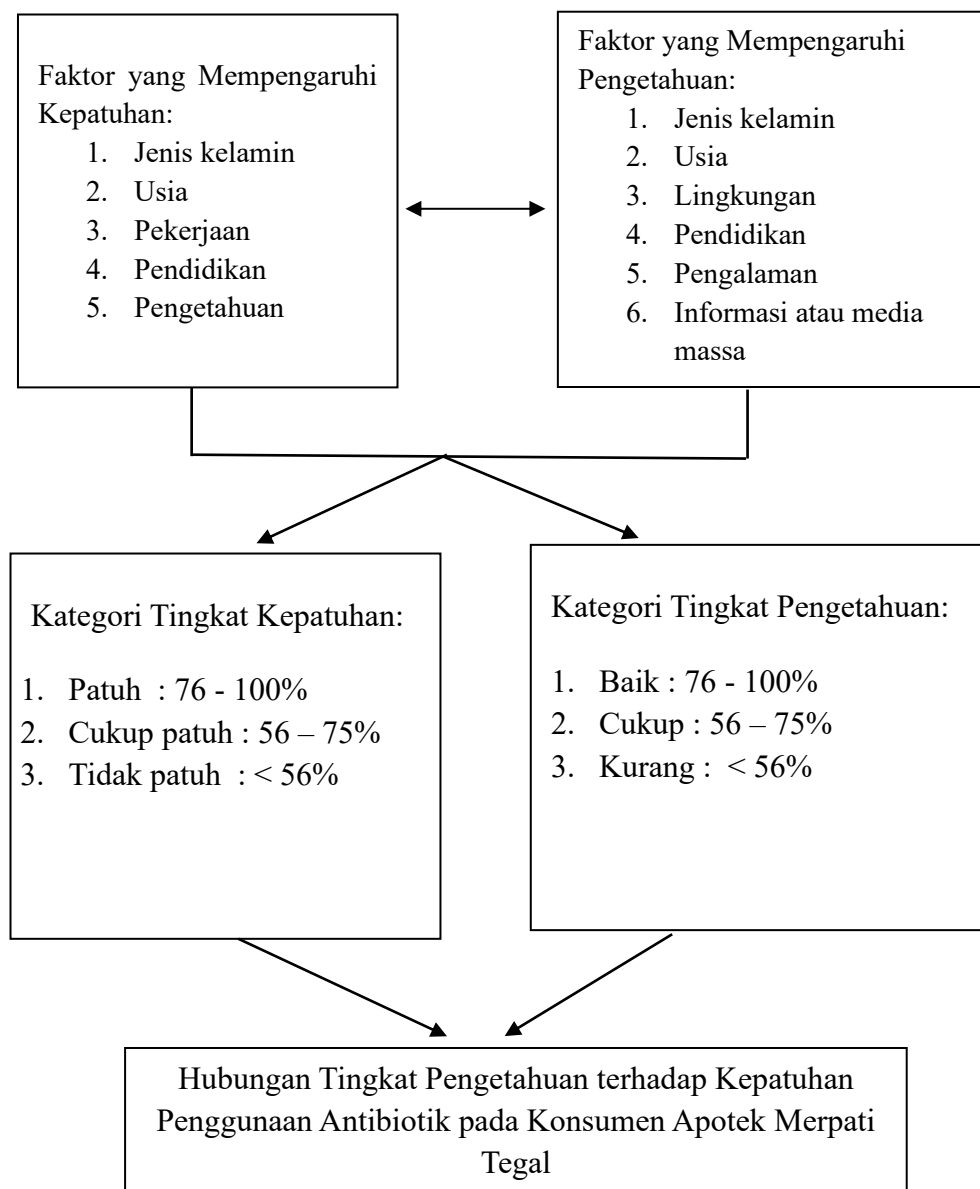 Faktor yang Mempengaruhi
Kepatuhan:
1. Jenis kelamin
2. Usia
3. Pekerjaan
4. Pendidikan
5. Pengetahuan
Faktor yang Mempengaruhi
Pengetahuan:
1. Jenis kelamin
2. Usia
3. Lingkungan
4. Pendidikan
5. Pengalaman
6. Informasi atau media
massa
Kategori Tingkat Kepatuhan:
1. Patuh : 76 - 100%
2. Cukup patuh : 56 – 75%
3. Tidak patuh : < 56%
Kategori Tingkat Pengetahuan:
1. Baik : 76 - 100%
2. Cukup : 56 – 75%
3. Kurang : < 56%
Hubungan Tingkat Pengetahuan terhadap Kepatuhan
Penggunaan Antibiotik pada Konsumen Apotek Merpati
Tegal